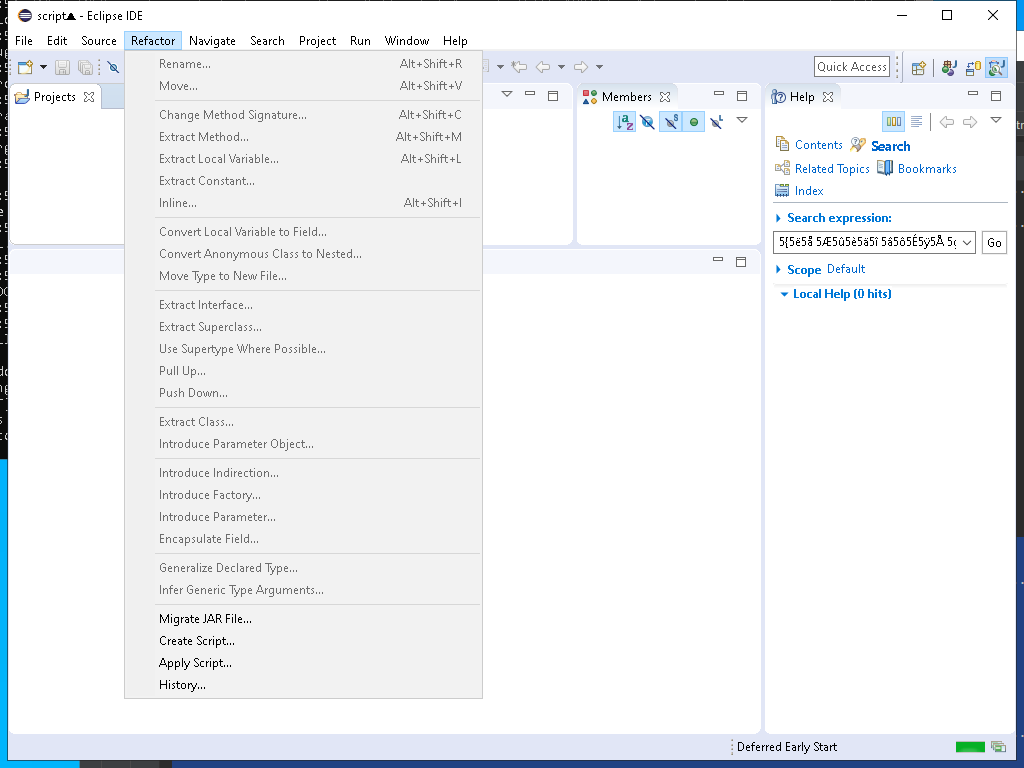 script▲ - Eclipse IDE
File Edit Source Refactor Navigate Search Project Run Window Help
Quick Access
Projects
Members
Help
Rename... Alt+Shift+R
Move... Alt+Shift+V
Change Method Signature... Alt+Shift+C
Extract Method... Alt+Shift+M
Extract Local Variable... Alt+Shift+L
Extract Constant...
Inline... Alt+Shift+I
Convert Local Variable to Field...
Convert Anonymous Class to Nested...
Move Type to New File...
Extract Interface...
Extract Superclass...
Use Supertype Where Possible...
Pull Up...
Push Down...
Extract Class...
Introduce Parameter Object...
Introduce Indirection...
Introduce Factory...
Introduce Parameter...
Encapsulate Field...
Generalize Declared Type...
Infer Generic Type Arguments...
Migrate JAR File...
Create Script...
Apply Script...
History...
Contents Search
Related Topics Bookmarks
Index
Search expression:
Go
Scope Default
Local Help (0 hits)
Deferred Early Start